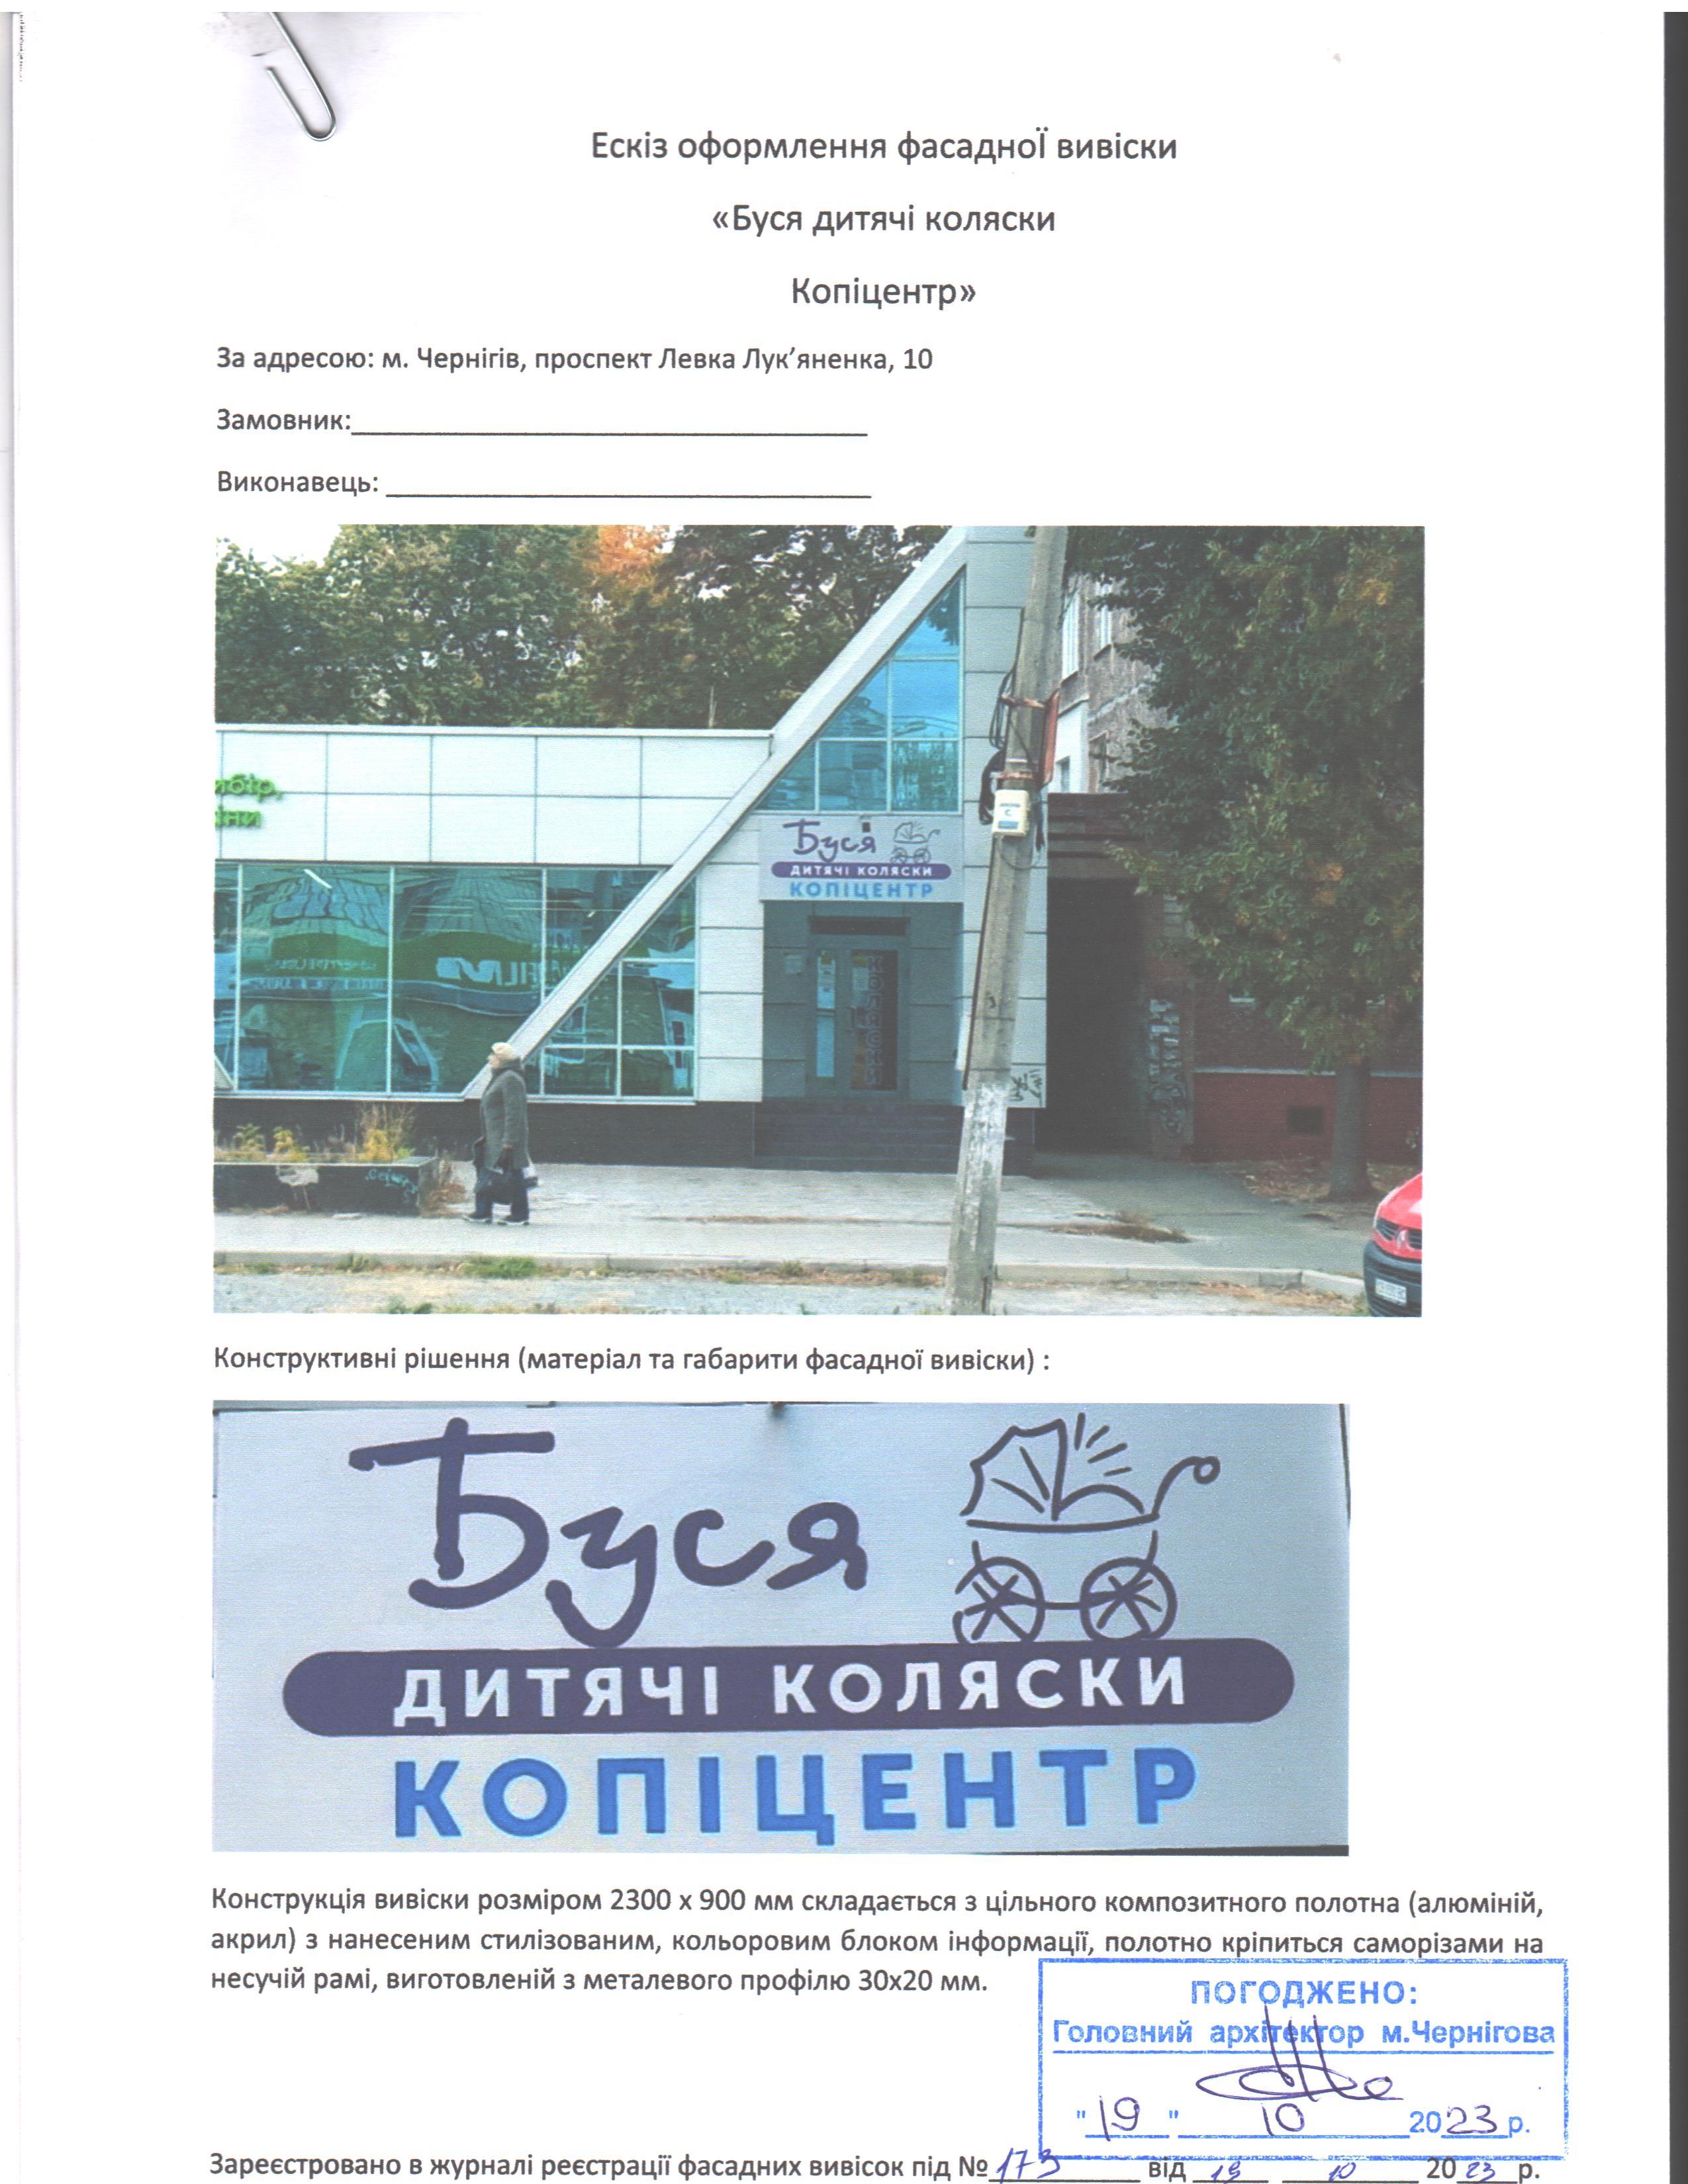 Ескіз оформлення фасадної вивіски
«Буся дитячі коляски
Копіцентр»
За адресою: м. Чернігів, проспект Левка Лук’яненка, 10
Замовник:
Виконавець:
ибір,
ни
Буся
ДИТЯЧІ КОЛЯСКИ
КОПІЦЕНТР
КОЛЯСКИ
Конструктивні рішення (матеріал та габарити фасадної вивіски) :
Буся
ДИТЯЧІ КОЛЯСКИ
КОПІЦЕНТР
Конструкція вивіски розміром 2300 х 900 мм складається з цільного композитного полотна (алюміній,
акрил) з нанесеним стилізованим, кольоровим блоком інформації, полотно кріпиться саморізами на
несучій рамі, виготовленій з металевого профілю 30х20 мм.
ПОГОДЖЕНО:
Головний архітектор м.Чернігова
"19" 10 2023 р.
Зареєстровано в журналі реєстрації фасадних вивісок під № 173 від 19 10 20 23 р.